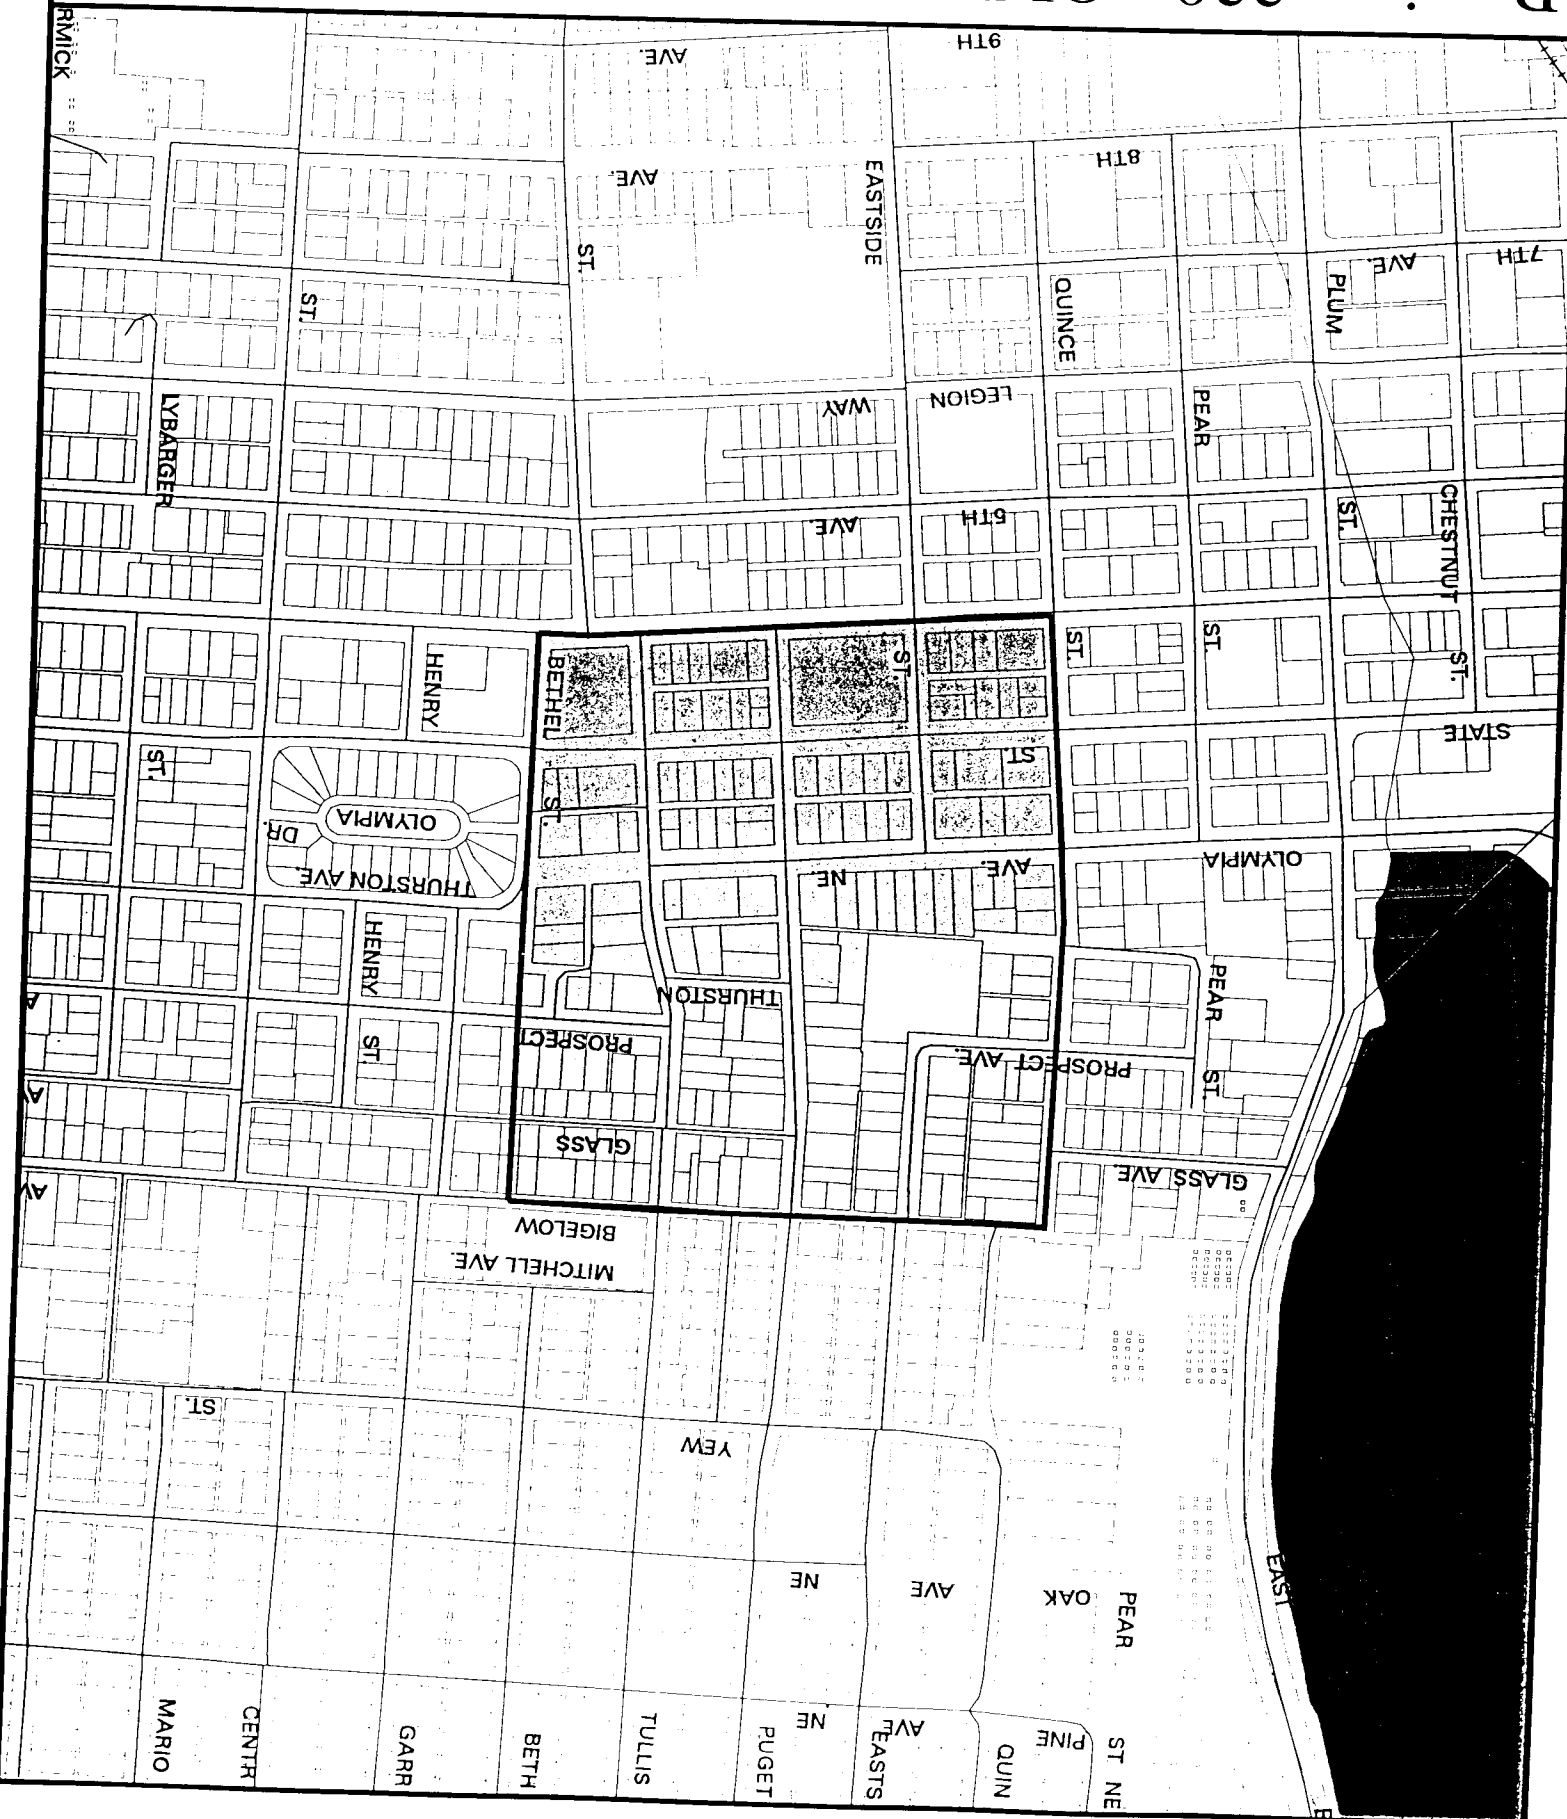 RMICK
AVE.
9TH
AVE.
EASTSIDE
8TH
ST.
ST.
QUINCE
PLUM
AVE.
7TH
LYBARGER
WAY
LEGION
PEAR
AVE.
5TH
ST.
CHESTNUT
HENRY
BETHEL
ST.
ST.
ST.
ST.
ST.
ST.
STATE
ST.
OLYMPIA
DR.
THURSTON AVE.
NE
AVE.
OLYMPIA
HENRY
ST.
THURSTON
PEAR
ST.
PROSPECT
PROSPECT AVE.
GLASS
GLASS AVE.
AV
BIGELOW
MITCHELL AVE.
ST.
YEW
NE
AVE
OAK
PEAR
EAST
MARIO
CENTR
GARR
BETH
TULLIS
PUGET
NE
AVE
EASTS
QUIN
PINE
ST NE